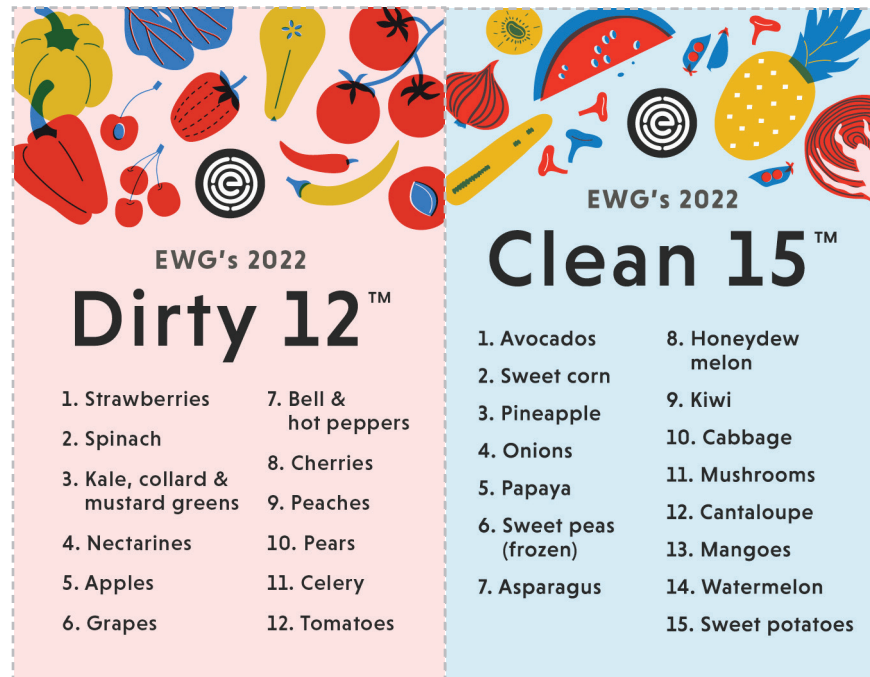 EWG's 2022
Dirty 12™
1. Strawberries
2. Spinach
3. Kale, collard &
mustard greens
4. Nectarines
5. Apples
6. Grapes
7. Bell &
hot peppers
8. Cherries
9. Peaches
10. Pears
11. Celery
12. Tomatoes
EWG's 2022
Clean 15™
1. Avocados
2. Sweet corn
3. Pineapple
4. Onions
5. Papaya
6. Sweet peas
(frozen)
7. Asparagus
8. Honeydew
melon
9. Kiwi
10. Cabbage
11. Mushrooms
12. Cantaloupe
13. Mangoes
14. Watermelon
15. Sweet potatoes